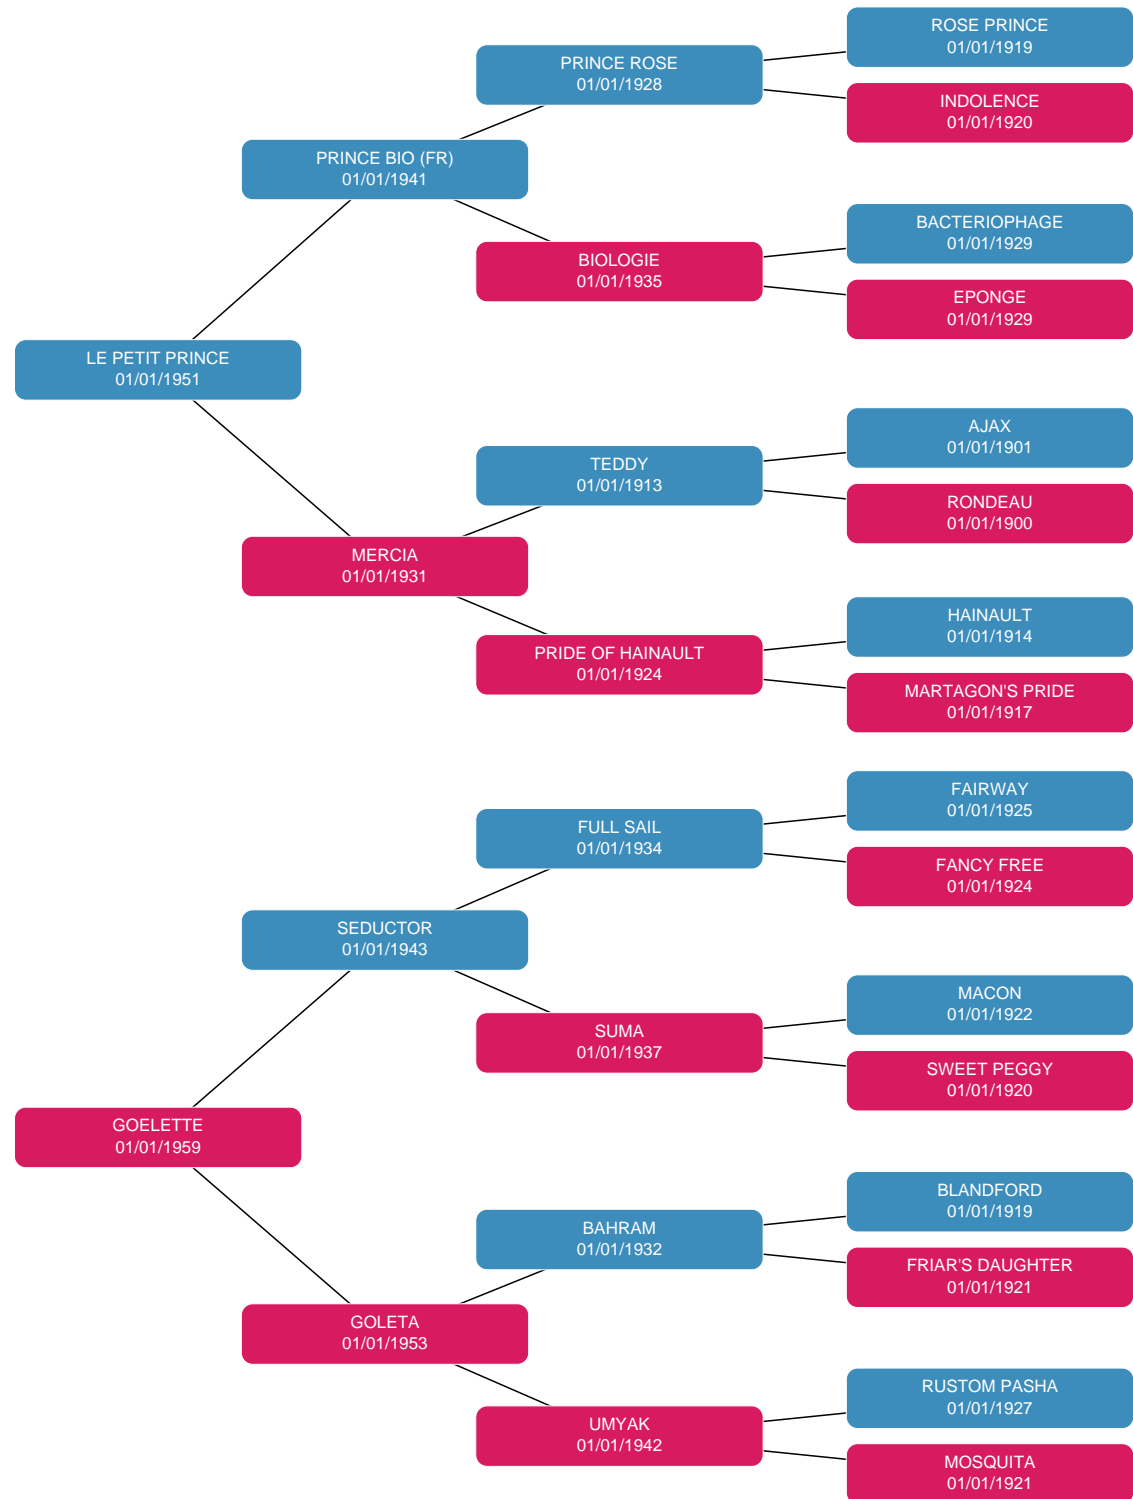 ROSE PRINCE
01/01/1919
PRINCE ROSE
01/01/1928
INDOLENCE
01/01/1920
PRINCE BIO (FR)
01/01/1941
BACTERIOPHAGE
01/01/1929
BIOLOGIE
01/01/1935
EPONGE
01/01/1929
LE PETIT PRINCE
01/01/1951
AJAX
01/01/1901
TEDDY
01/01/1913
RONDEAU
01/01/1900
MERCIA
01/01/1931
HAINAULT
01/01/1914
PRIDE OF HAINAULT
01/01/1924
MARTAGON'S PRIDE
01/01/1917
FAIRWAY
01/01/1925
FULL SAIL
01/01/1934
FANCY FREE
01/01/1924
SEDUCTOR
01/01/1943
MACON
01/01/1922
SUMA
01/01/1937
SWEET PEGGY
01/01/1920
GOELETTE
01/01/1959
BLANDFORD
01/01/1919
BAHRAM
01/01/1932
FRIAR'S DAUGHTER
01/01/1921
GOLETA
01/01/1953
RUSTOM PASHA
01/01/1927
UMYAK
01/01/1942
MOSQUITA
01/01/1921